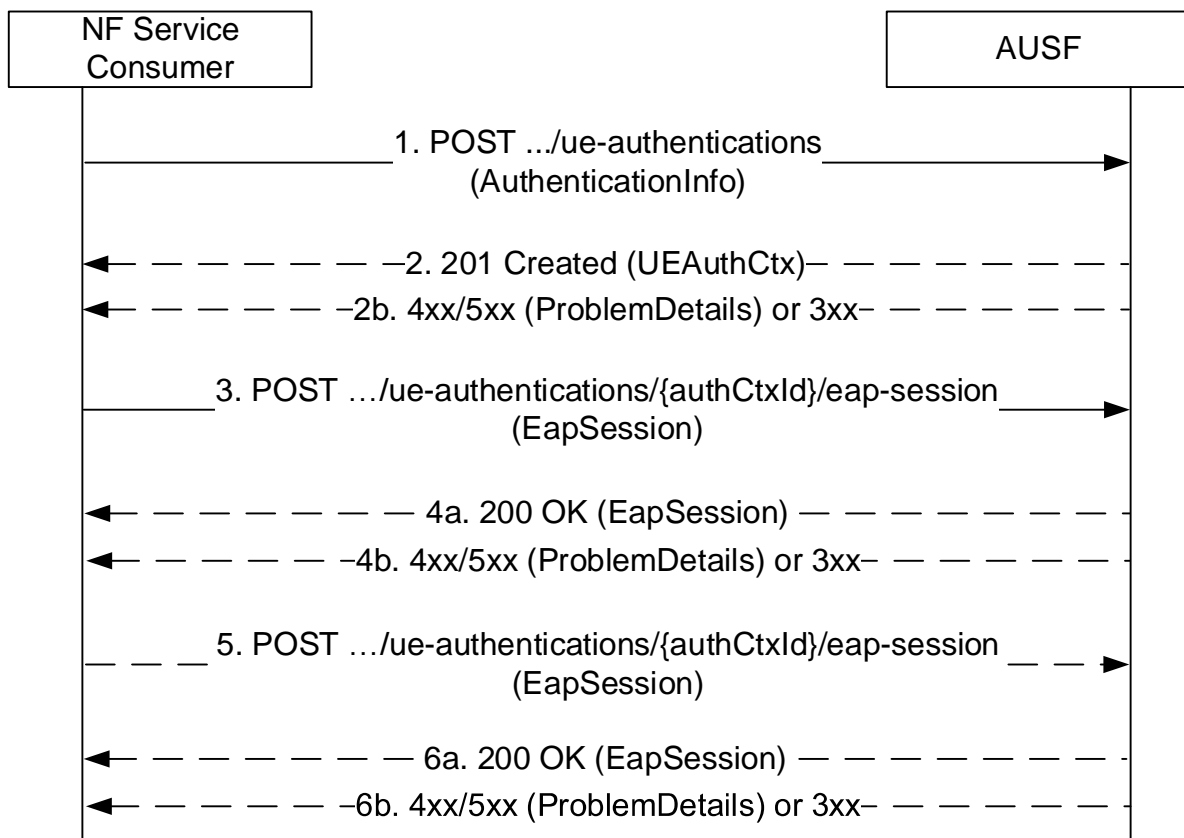 NF Service
Consumer
AUSF
1. POST .../ue-authentications
(AuthenticationInfo)
2. 201 Created (UEAuthCtx)
2b. 4xx/5xx (ProblemDetails) or 3xx
3. POST …/ue-authentications/{authCtxId}/eap-session
(EapSession)
4a. 200 OK (EapSession)
4b. 4xx/5xx (ProblemDetails) or 3xx
5. POST …/ue-authentications/{authCtxId}/eap-session
(EapSession)
6a. 200 OK (EapSession)
6b. 4xx/5xx (ProblemDetails) or 3xx